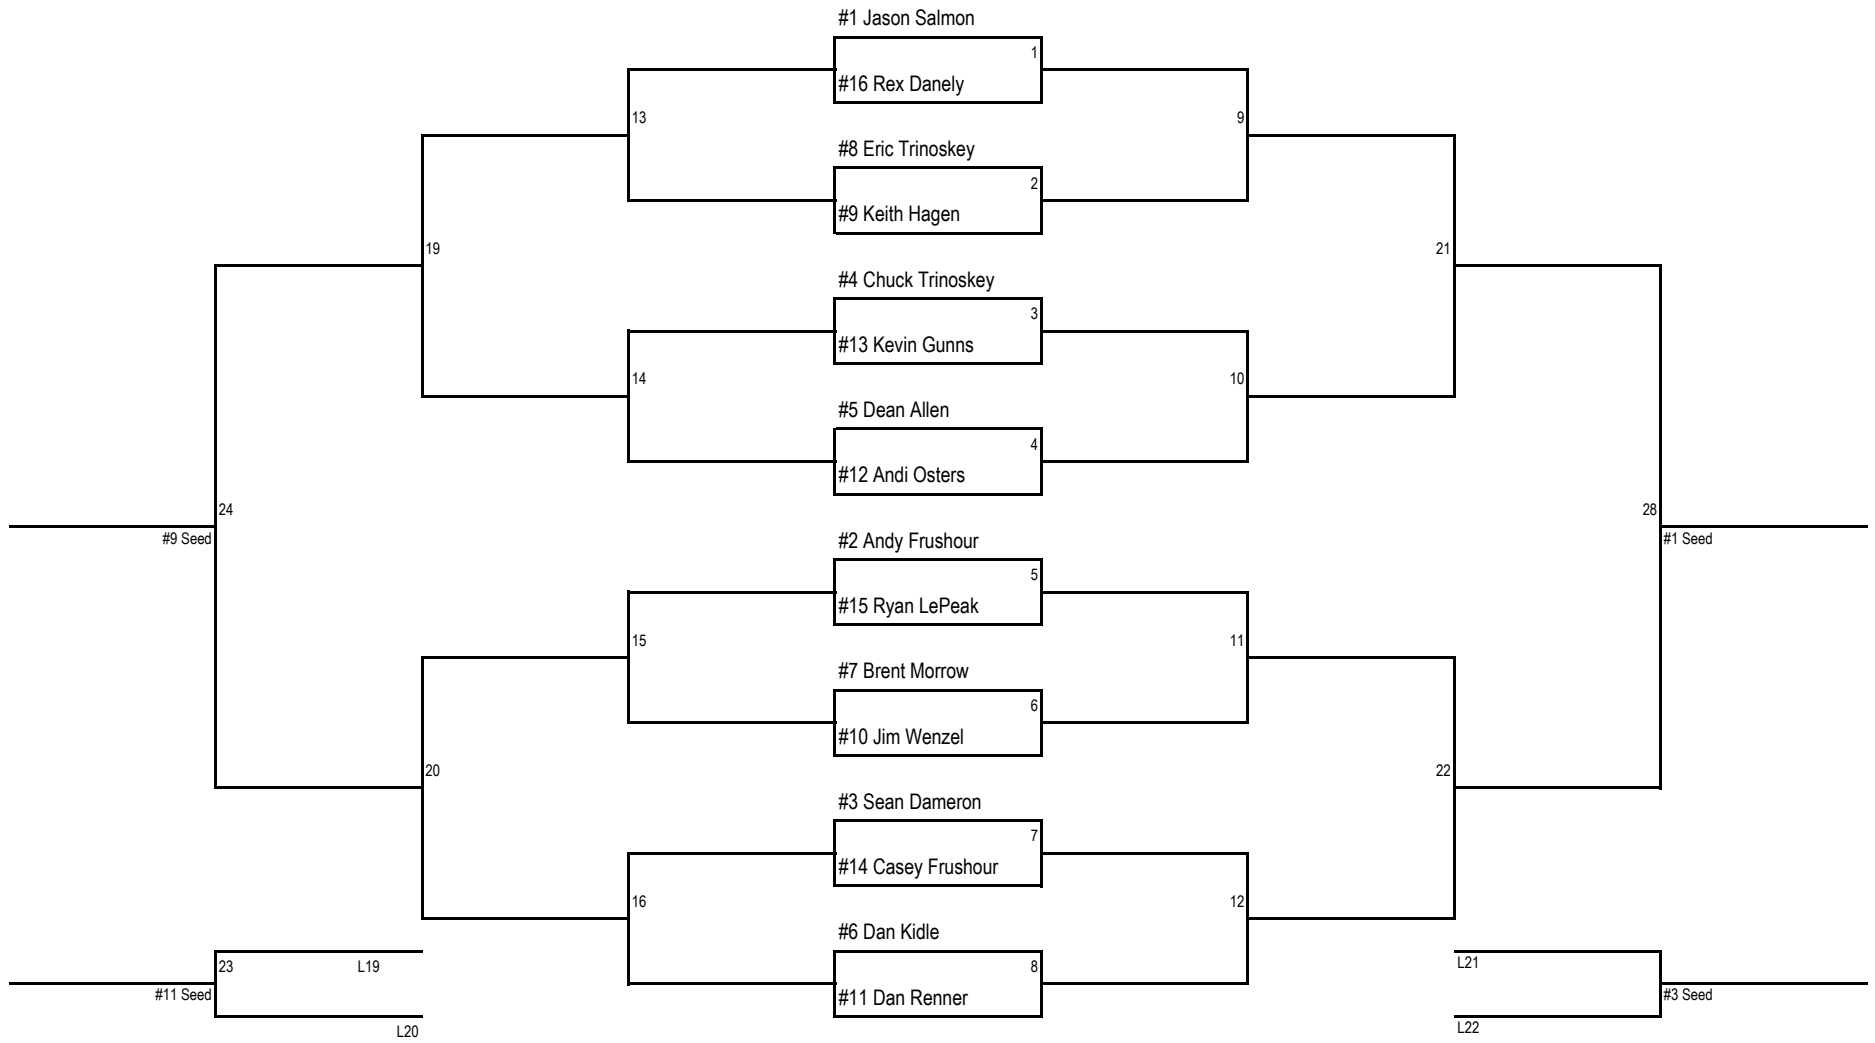 #1 Jason Salmon
1
#16 Rex Danely
13
9
#8 Eric Trinoskey
2
#9 Keith Hagen
19
21
#4 Chuck Trinoskey
3
#13 Kevin Gunns
14
10
#5 Dean Allen
4
#12 Andi Osters
24
28
#9 Seed
#1 Seed
#2 Andy Frushour
5
#15 Ryan LePeak
15
11
#7 Brent Morrow
6
#10 Jim Wenzel
20
22
#3 Sean Dameron
7
#14 Casey Frushour
16
12
#6 Dan Kidle
8
#11 Dan Renner
23
L19
L21
#11 Seed
#3 Seed
L20
L22